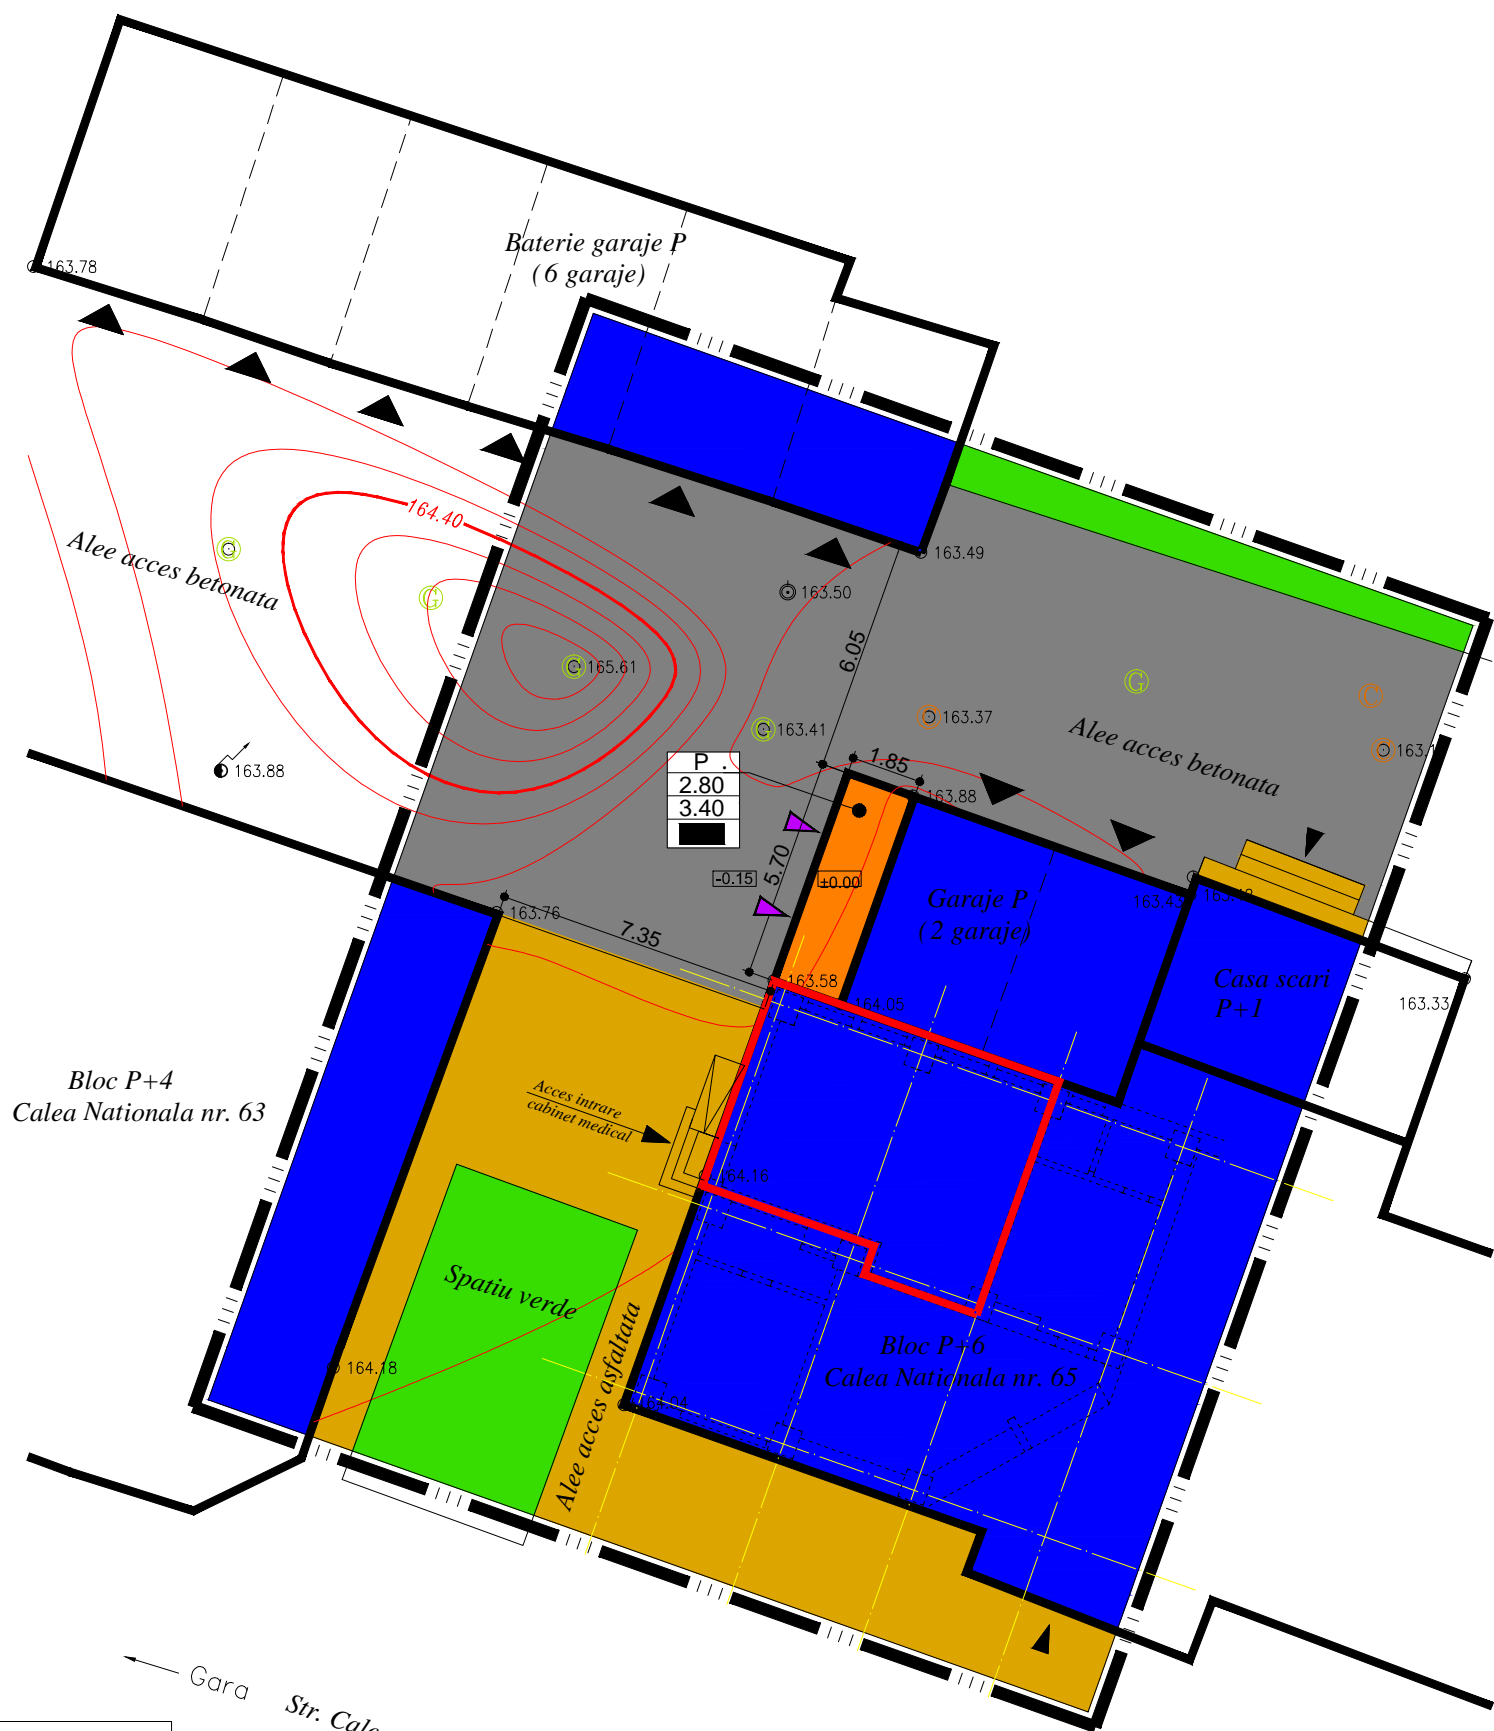 Baterie garaje P
(6 garaje)
163.78
164.40
Alee acces betonata
G
G
163.49
163.50
6.05
G
165.61
G
C
163.37
163.41
G
Alee acces betonata
163.88
P
2.80
3.40
1.85
163.88
5.70
-0.15
±0.00
Garaje P
(2 garaje)
163.43
163.76
7.35
163.58
164.05
Casa scari
P+1
163.33
Bloc P+4
Calea Nationala nr. 63
Acces intrare
cabinet medical
164.16
Spatiu verde
Alee acces asfaltata
Bloc P+6
Calea Nationala nr. 65
164.18
Gara
Str.